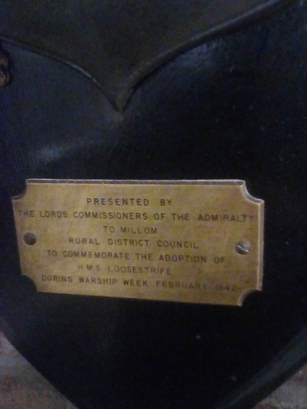 PRESENTED BY
THE LORDS COMMISSIONERS OF THE ADMIRALTY
TO MILLOM
RURAL DISTRICT COUNCIL
TO COMMEMORATE THE ADOPTION OF
H.M.S. LOOSESTRIFE
DURING WARSHIP WEEK FEBRUARY 1942